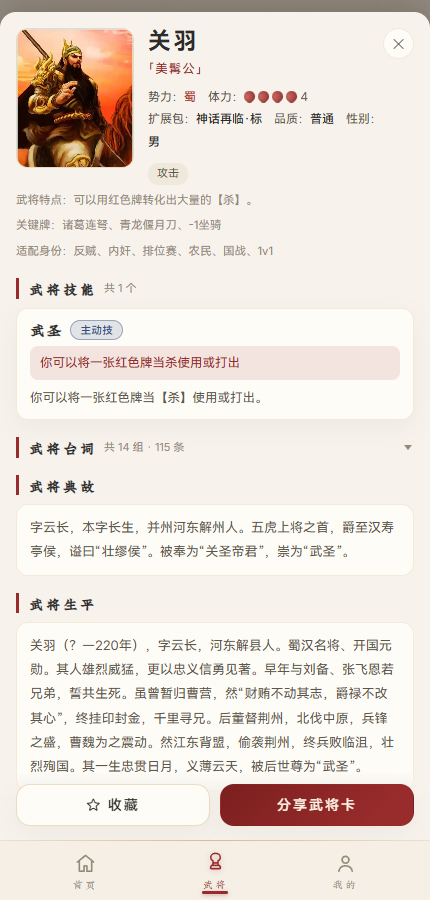 关羽
「美髯公」
势力: 蜀 体力: 4
扩展包: 神话再临·标 品质: 普通 性别:
男
攻击
武将特点: 可以用红色牌转化出大量的【杀】。
关键牌: 诸葛连弩、青龙偃月刀、-1坐骑
适配身份: 反贼、内奸、排位赛、农民、国战、1v1
武将技能 共 1 个
武圣 主动技
你可以将一张红色牌当杀使用或打出
你可以将一张红色牌当【杀】使用或打出。
武将台词 共 14 组 · 115 条
武将典故
字云长，本字长生，并州河东解州人。五虎上将之首，爵至汉寿
亭侯，谥曰“壮缪侯”。被奉为“关圣帝君”，崇为“武圣”。
武将生平
关羽（？一220年），字云长，河东解县人。蜀汉名将、开国元
勋。其人雄烈威猛，更以忠义信勇见著。早年与刘备、张飞恩若
兄弟，誓共生死。虽曾暂归曹营，然“财贿不动其志，爵禄不改
其心”，终挂印封金，千里寻兄。后董督荆州，北伐中原，兵锋
之盛，曹魏为之震动。然江东背盟，偷袭荆州，终兵败临沮，壮
烈殉国。其一生忠贯日月，义薄云天，被后世尊为“武圣”。
收藏 分享武将卡
首页 武将 我的